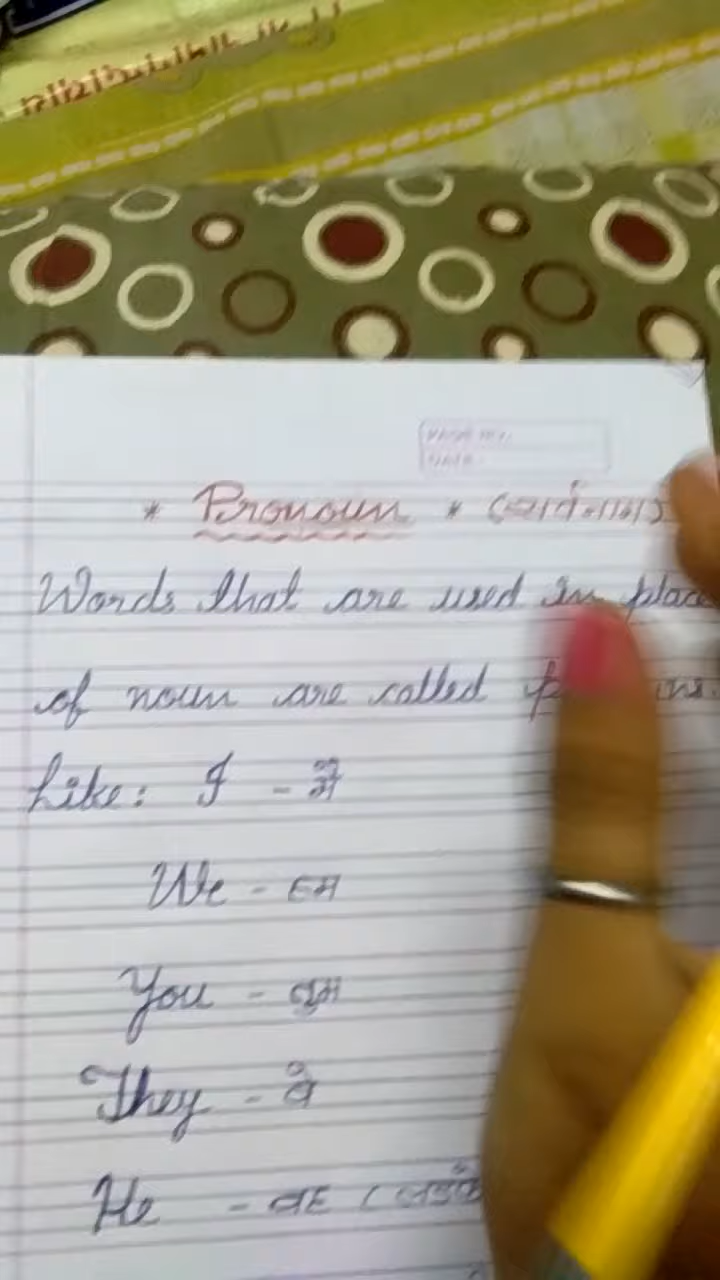 * Pronoun * (सर्वनाम)
Words that are used in place
of noun are called
Like: I - मैं
We - हम
You - तुम
They - वे
He - वह (